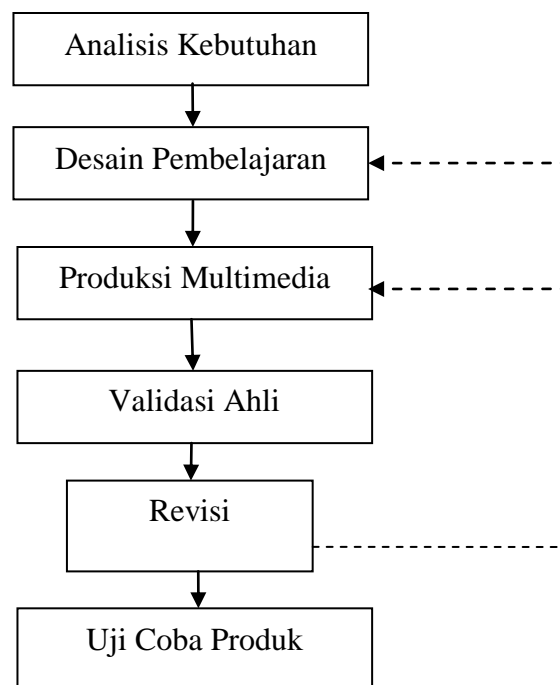 Analisis Kebutuhan
Desain Pembelajaran
Produksi Multimedia
Validasi Ahli
Revisi
Uji Coba Produk